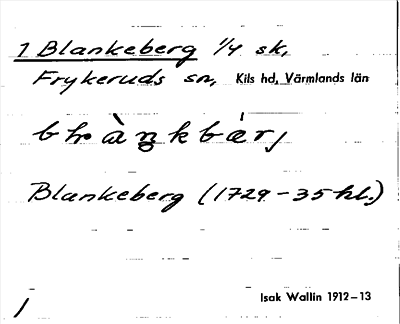 1 Blankeberg 1/4 sk,
Frykeruds sn, Kils hd, Värmlands län
Blankeberg (1729-35 hl.)
Isak Wallin 1912–13